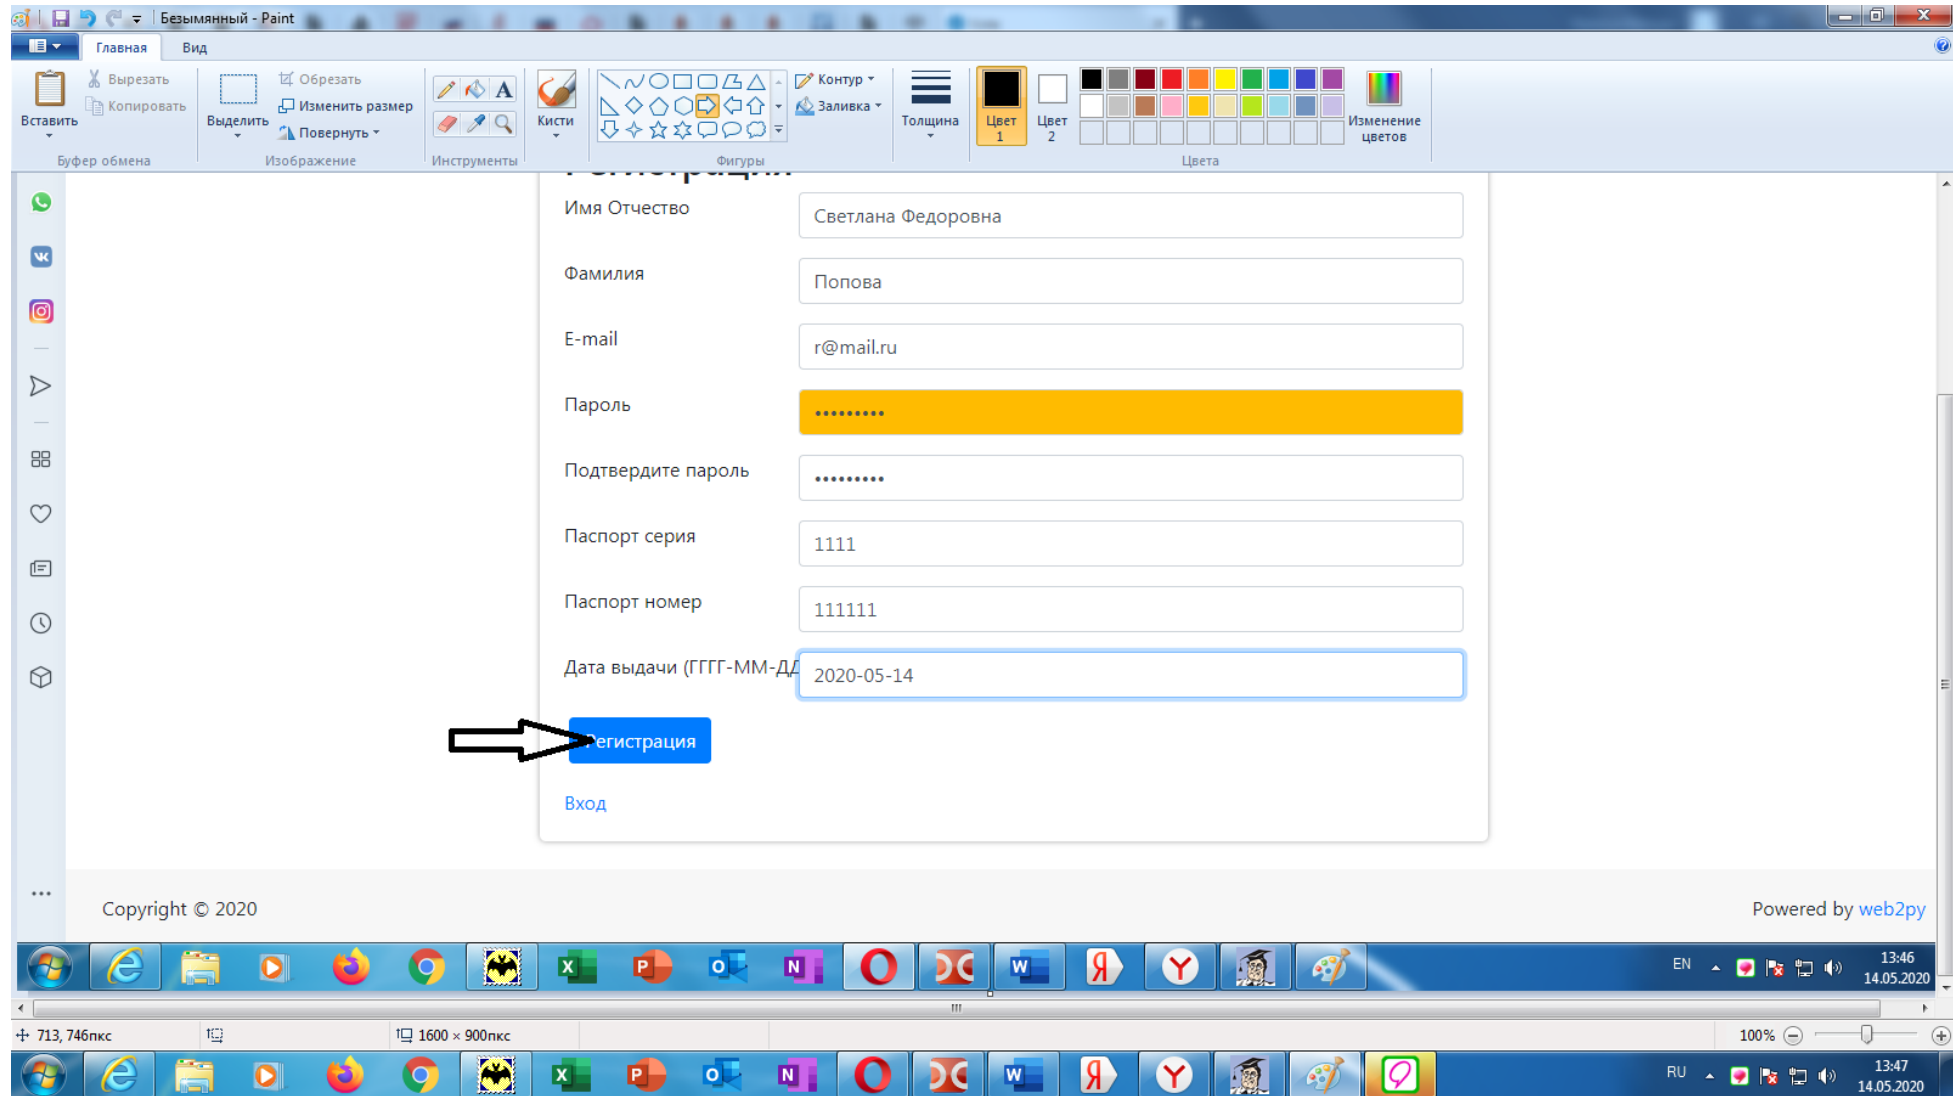 Безымянный - Paint
Главная Вид
Вставить
Вырезать
Копировать
Буфер обмена
Выделить
Обрезать
Изменить размер
Повернуть
Изображение
A
Инструменты
Кисти
Контур
Заливка
Фигуры
Толщина
Цвет 1
Цвет 2
Изменение цветов
Цвета
Регистрация
Имя Отчество Светлана Федоровна
Фамилия Попова
E-mail r@mail.ru
Пароль •••••••••
Подтвердите пароль •••••••••
Паспорт серия 1111
Паспорт номер 111111
Дата выдачи (ГГГГ-ММ-ДД 2020-05-14
Регистрация
Вход
Copyright © 2020 Powered by web2py
EN 13:46
14.05.2020
713, 746пкс 1600 × 900пкс 100%
RU 13:47
14.05.2020